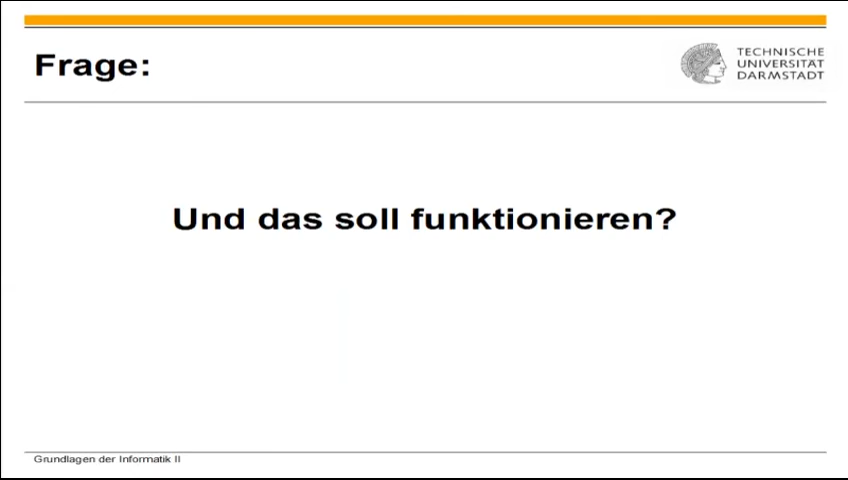 Frage:
TECHNISCHE
UNIVERSITÄT
DARMSTADT
Und das soll funktionieren?
Grundlagen der Informatik II